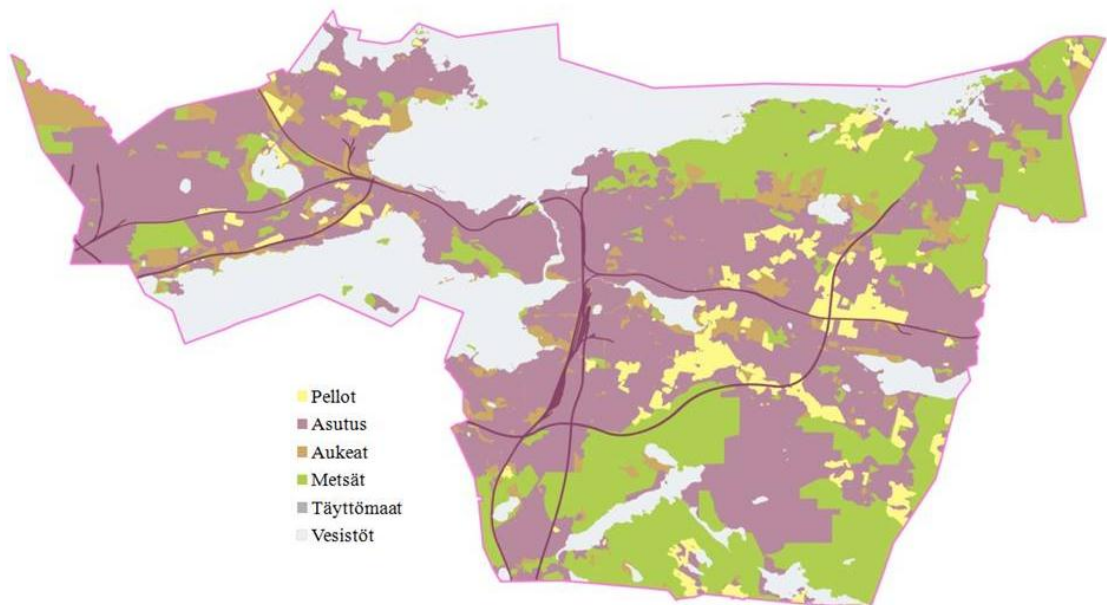 Pellot
Asutus
Aukeat
Metsät
Täyttömaat
Vesistöt